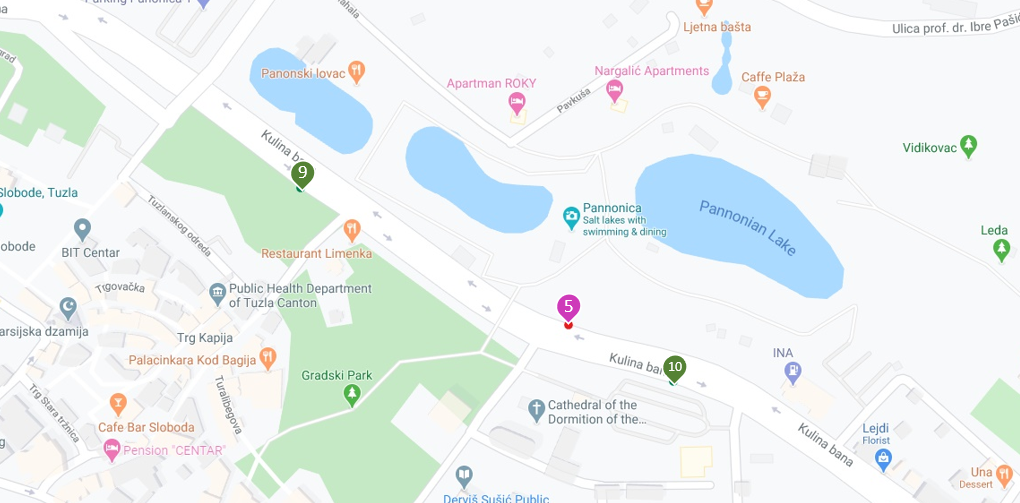 Parking Panonica 1
Ljetna bašta
Ulica prof. dr. Ibre Pašić
Panonski lovac
Apartman ROKY
Nargalić Apartments
Caffe Plaža
Pavkuša
9
Vidikovac
Slobode, Tuzla
Pannonica
Salt lakes with
swimming & dining
Pannonian Lake
Tuzlanskog odreda
BIT Centar
Restaurant Limenka
Leda
Trgovačka
Public Health Department
of Tuzla Canton
5
arsijska dzamija
Trg Kapija
Palacinkara Kod Bagija
Gradski Park
Kulina ba
10
INA
Turalibegova
Trg Stara tržnica
Cafe Bar Sloboda
Cathedral of the
Dormition of the...
Pension "CENTAR"
Kulina bana
Lejdi
Florist
Una
Dessert
Derviš Sušić Public